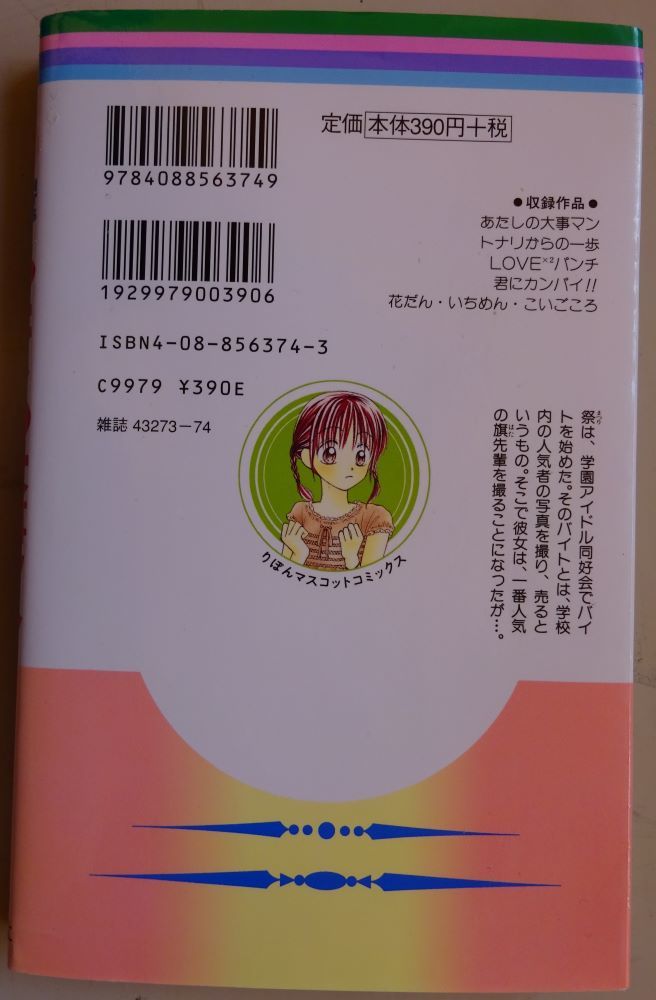 9784088563749
定価 本体390円十税
1929979003906
●収録作品●
あたしの大事マン
トナリからの一歩
LOVE×2パンチ
君にカンパイ!!
花だん・いちめん・こいごころ
ISBN4-08-856374-3
C9979 ¥390E
雑誌 43273-74
りぼんマスコットコミックス
祭は、学園アイドル同好会でバイ
トを始めた。そのバイトとは、学校
内の人気者の写真を撮り、売ると
いうもの。そこで彼女は、一番人気
の旗先輩を撮ることになったが…。